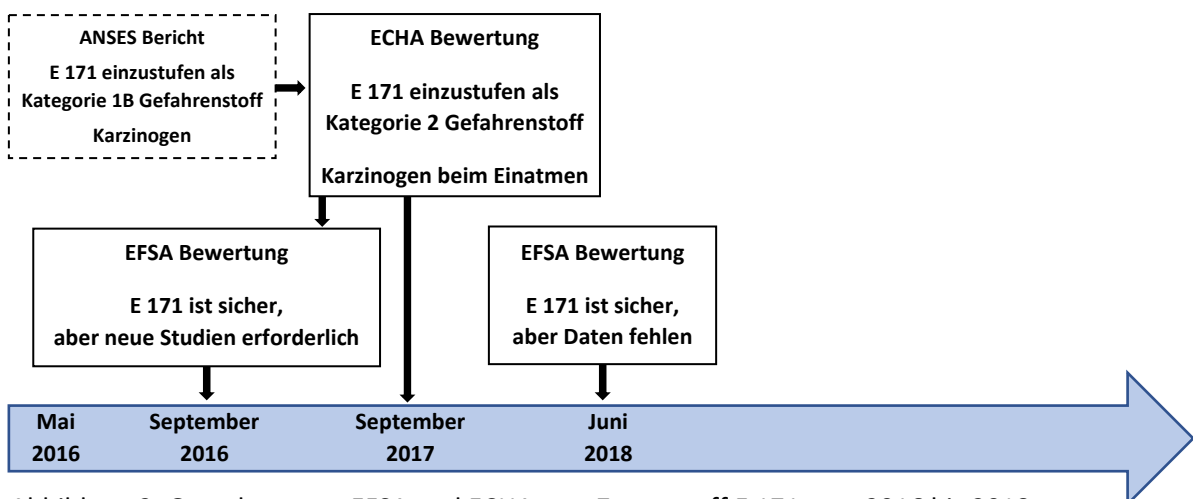 ANSES Bericht
E 171 einzustufen als
Kategorie 1B Gefahrenstoff
Karzinogen
ECHA Bewertung
E 171 einzustufen als
Kategorie 2 Gefahrenstoff
Karzinogen beim Einatmen
EFSA Bewertung
E 171 ist sicher,
aber neue Studien erforderlich
EFSA Bewertung
E 171 ist sicher,
aber Daten fehlen
Mai
2016
September
2016
September
2017
Juni
2018